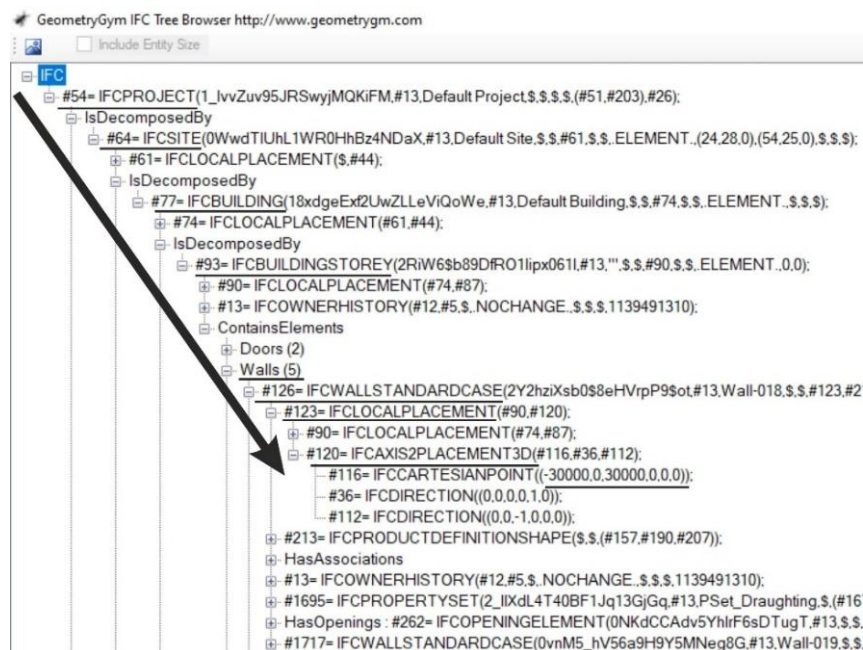 GeometryGym IFC Tree Browser http://www.geometrygm.com
Include Entity Size
IFC
#54= IFCPROJECT(1_lvvZuv95JRSwyjMQKiFM,#13,Default Project,$,$,$,$,(#51,#203),#26);
IsDecomposedBy
#64= IFCSITE(0WwdTlUhL1WR0HhBz4NDaX,#13,Default Site,$,$,#61,$,$,.ELEMENT.,(24,28,0),(54,25,0),$,$,$);
#61= IFCLOCALPLACEMENT($,#44);
IsDecomposedBy
#77= IFCBUILDING(18xdgeExf2UwZLLeViQoWe,#13,Default Building,$,$,#74,$,$,.ELEMENT.,$,$,$);
#74= IFCLOCALPLACEMENT(#61,#44);
IsDecomposedBy
#93= IFCBUILDINGSTOREY(2RiW6$b89DfRO1lipx061l,#13,''',$,$,#90,$,$,.ELEMENT.,0,0);
#90= IFCLOCALPLACEMENT(#74,#87);
#13= IFCOWNERHISTORY(#12,#5,$,.NOCHANGE.,$,$,$,1139491310);
ContainsElements
Doors (2)
Walls (5)
#126= IFCWALLSTANDARDCASE(2Y2hziXsb0$8eHVrpP9$ot,#13,Wall-018,$,$,#123,#2
#123= IFCLOCALPLACEMENT(#90,#120);
#90= IFCLOCALPLACEMENT(#74,#87);
#120= IFCAXIS2PLACEMENT3D(#116,#36,#112);
#116= IFCCARTESIANPOINT((-30000,0,30000,0,0,0));
#36= IFCDIRECTION((0,0,0,0,1,0));
#112= IFCDIRECTION((0,0,-1,0,0,0));
#213= IFCPRODUCTDEFINITIONSHAPE($,$,(#157,#190,#207));
HasAssociations
#13= IFCOWNERHISTORY(#12,#5,$,.NOCHANGE.,$,$,$,1139491310);
#1695= IFCPROPERTYSET(2_IlXdL4T40BF1Jq13GjGq,#13,PSet_Draughting,$,(#16
HasOpenings : #262= IFCOPENINGELEMENT(0NKdCCAdv5YhlrF6sDTugT,#13,$,$,
#1717= IFCWALLSTANDARDCASE(0vnM5_hV56a9H9Y5MNeg8G,#13,Wall-019,$,$